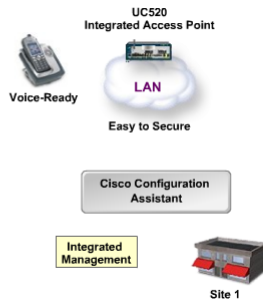 UC520
Integrated Access Point
LAN
Voice-Ready
Easy to Secure
Cisco Configuration
Assistant
Integrated
Management
Site 1